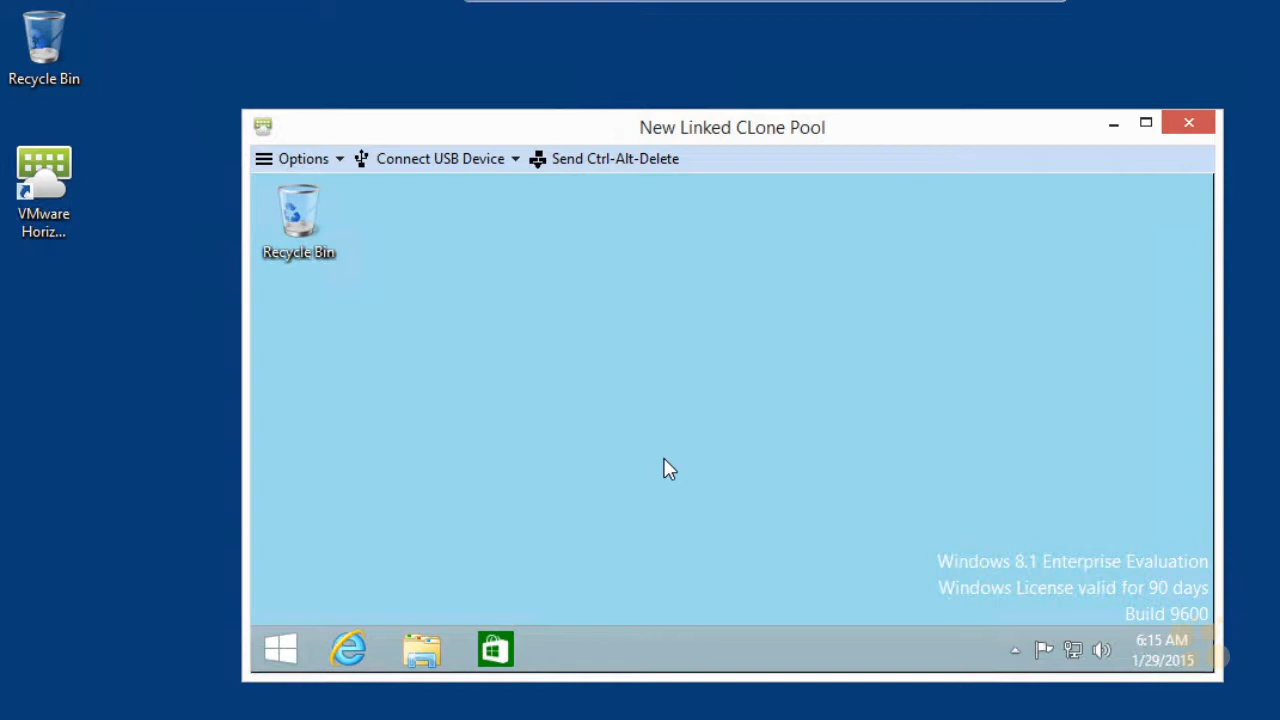 Recycle Bin
VMware
Horiz...
New Linked CLone Pool
Options
Connect USB Device
Send Ctrl-Alt-Delete
Recycle Bin
Windows 8.1 Enterprise Evaluation
Windows License valid for 90 days
Build 9600
6:15 AM
1/29/2015